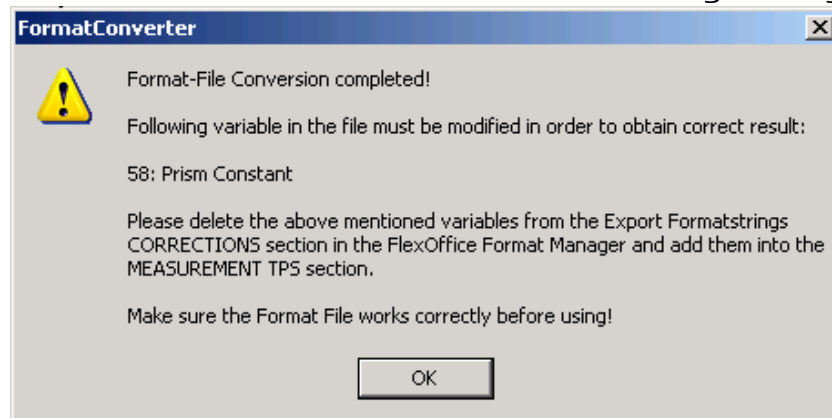 FormatConverter
Format-File Conversion completed!
Following variable in the file must be modified in order to obtain correct result:
58: Prism Constant
Please delete the above mentioned variables from the Export Formatstrings
CORRECTIONS section in the FlexOffice Format Manager and add them into the
MEASUREMENT TPS section.
Make sure the Format File works correctly before using!
OK